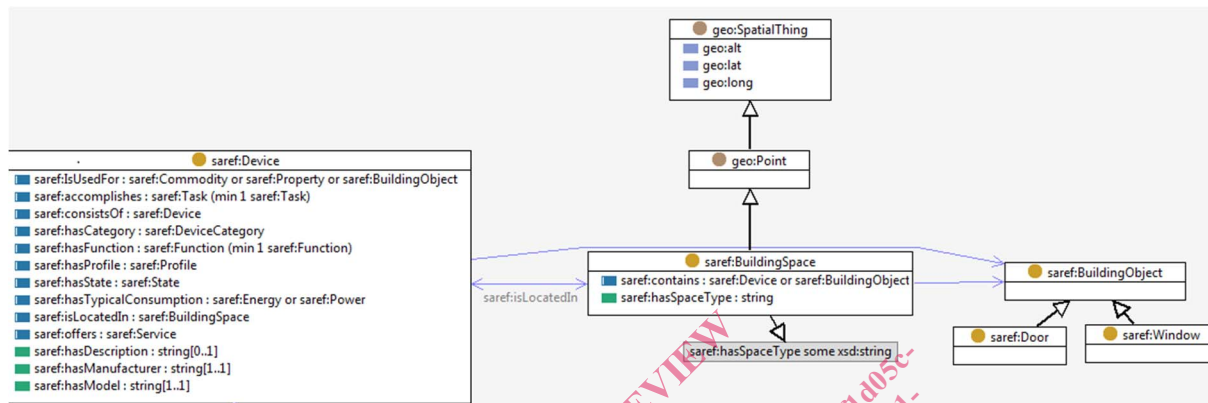 geo:SpatialThing
geo:alt
geo:lat
geo:long
geo:Point
saref:Device
saref:IsUsedFor : saref:Commodity or saref:Property or saref:BuildingObject
saref:accomplishes : saref:Task (min 1 saref:Task)
saref:consistsOf : saref:Device
saref:hasCategory : saref:DeviceCategory
saref:hasFunction : saref:Function (min 1 saref:Function)
saref:hasProfile : saref:Profile
saref:hasState : saref:State
saref:hasTypicalConsumption : saref:Energy or saref:Power
saref:isLocatedIn : saref:BuildingSpace
saref:offers : saref:Service
saref:hasDescription : string[0..1]
saref:hasManufacturer : string[1..1]
saref:hasModel : string[1..1]
saref:isLocatedIn
saref:BuildingSpace
saref:contains : saref:Device or saref:BuildingObject
saref:hasSpaceType : string
saref:hasSpaceType some xsd:string
saref:BuildingObject
saref:Door
saref:Window